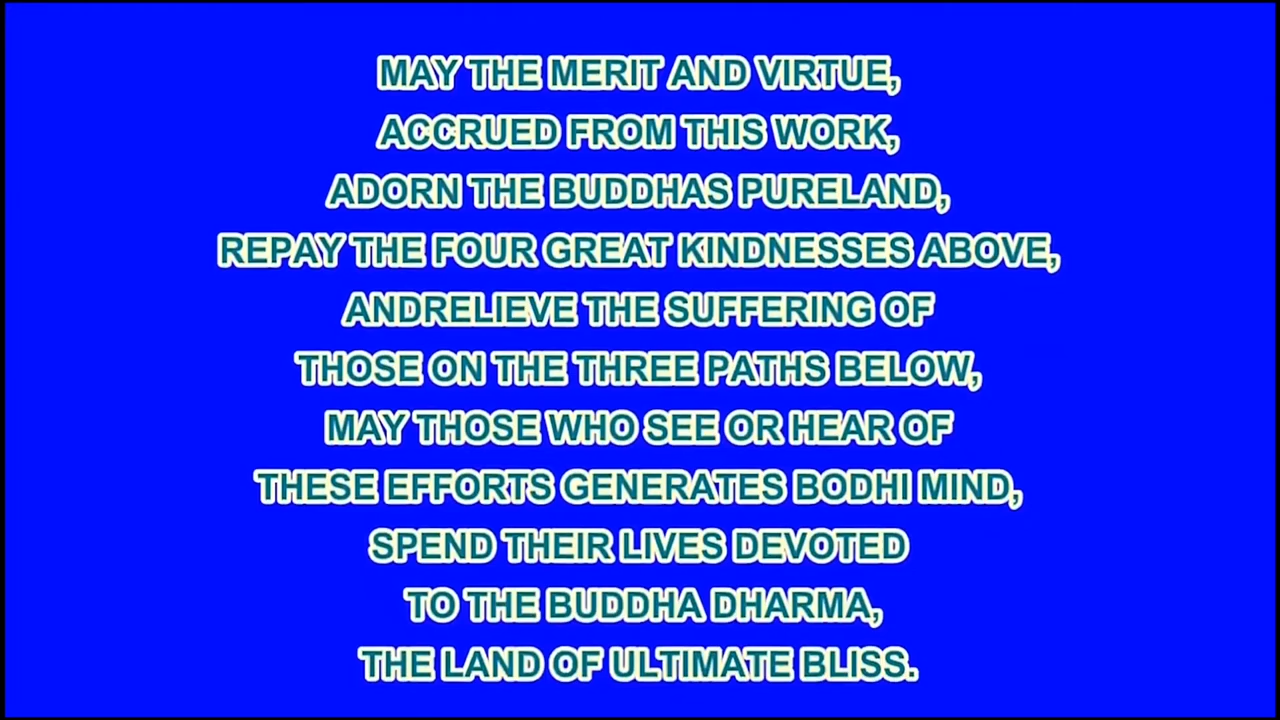 MAY THE MERIT AND VIRTUE,
ACCRUED FROM THIS WORK,
ADORN THE BUDDHAS PURELAND,
REPAY THE FOUR GREAT KINDNESSES ABOVE,
ANDRELIEVE THE SUFFERING OF
THOSE ON THE THREE PATHS BELOW,
MAY THOSE WHO SEE OR HEAR OF
THESE EFFORTS GENERATES BODHI MIND,
SPEND THEIR LIVES DEVOTED
TO THE BUDDHA DHARMA,
THE LAND OF ULTIMATE BLISS.